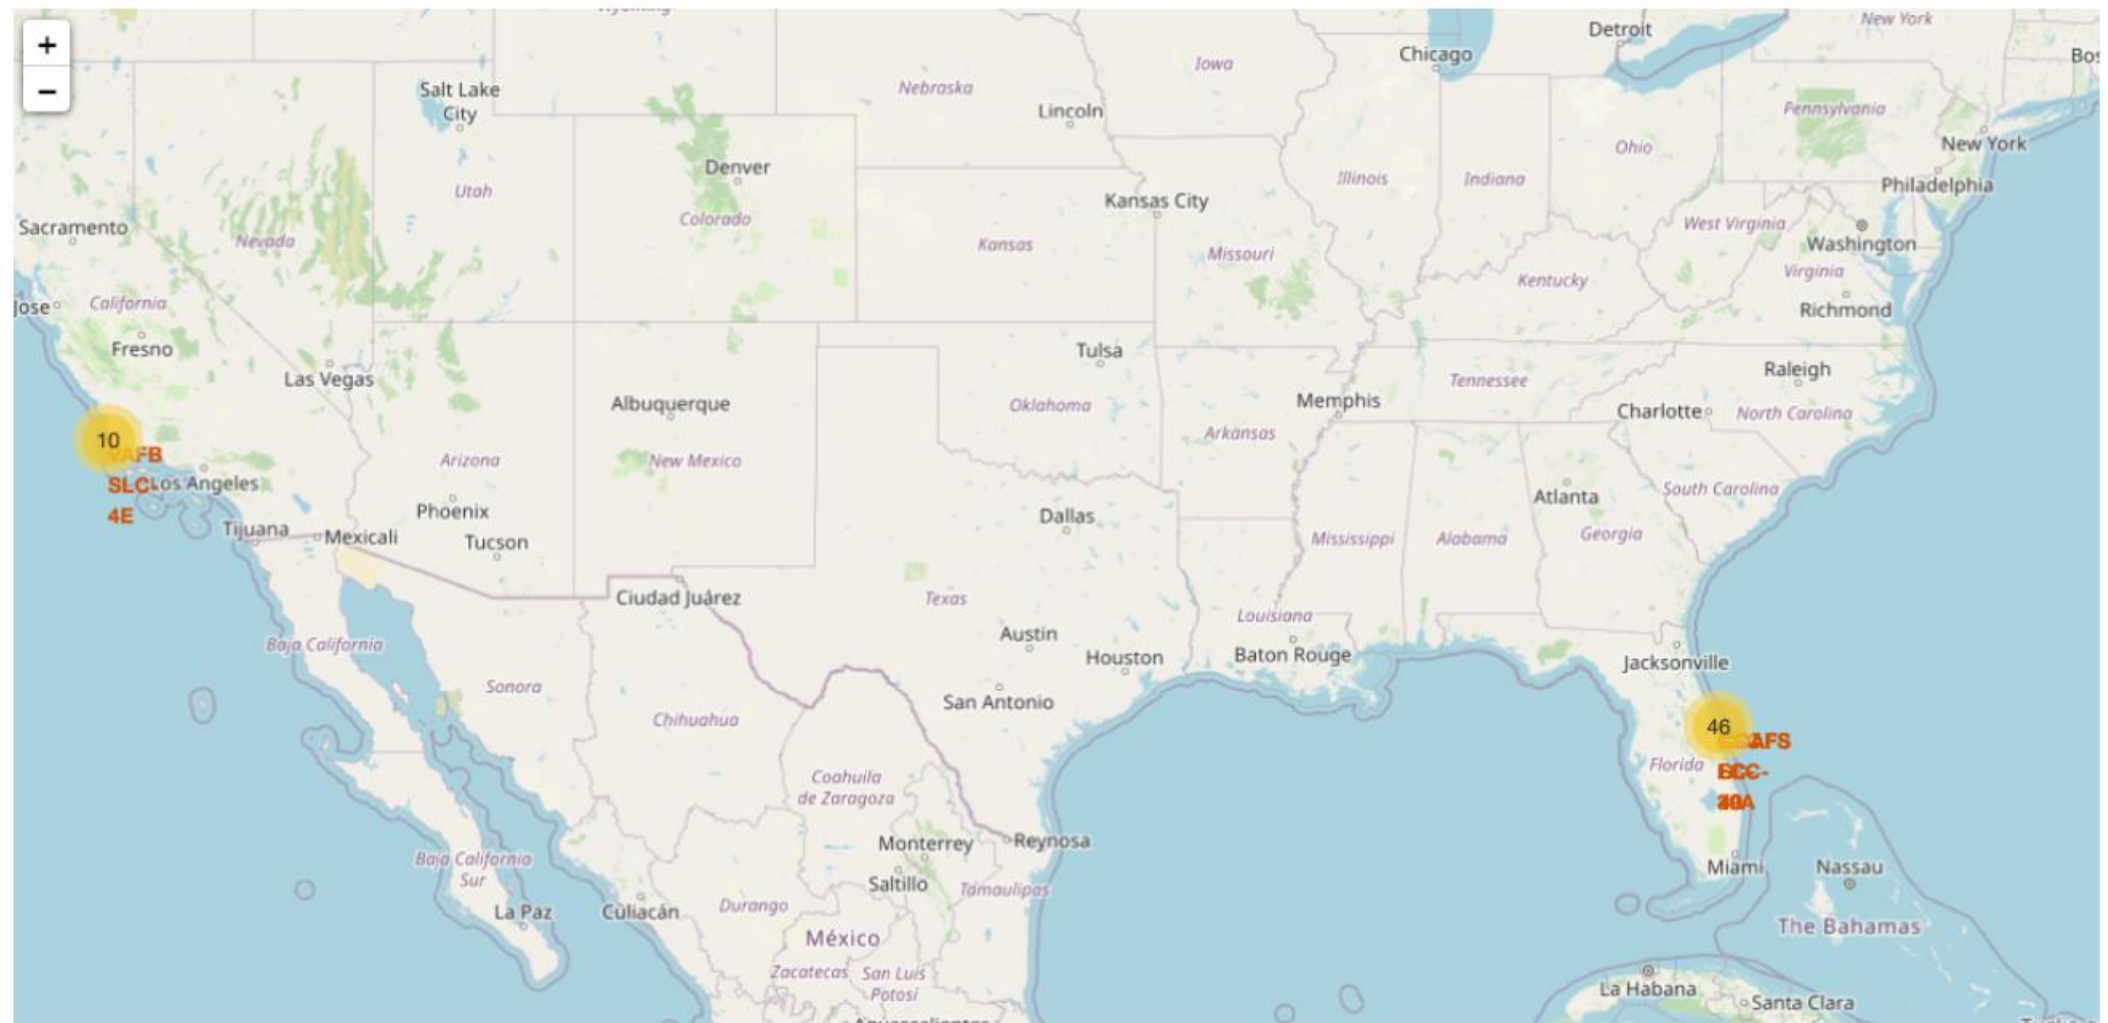 +
−
Detroit
New York
Chicago
Iowa
Salt Lake
City
Nebraska
Lincoln
Pennsylvania
New York
Ohio
Denver
Utah
Illinois
Indiana
Philadelphia
Kansas City
Colorado
Sacramento
West Virginia
Nevada
Kansas
Missouri
Washington
Virginia
Kentucky
California
Jose
Richmond
Fresno
Tulsa
Las Vegas
Tennessee
Raleigh
Albuquerque
Oklahoma
Memphis
Charlotte
North Carolina
Arkansas
10
VAFB
Arizona
New Mexico
SLC-
Los Angeles
South Carolina
Atlanta
4E
Phoenix
Dallas
Tijuana
Mexicali
Tucson
Mississippi
Alabama
Georgia
Ciudad Juárez
Texas
Louisiana
Austin
Baja California
Houston
Baton Rouge
Jacksonville
Sonora
San Antonio
Chihuahua
46
Florida
Coahuila
de Zaragoza
Monterrey
Reynosa
Baja California
Sur
Miami
Nassau
Saltillo
Tamaulipas
La Paz
Culiacán
Durango
The Bahamas
México
Zacatecas
San Luis
Potosí
La Habana
Santa Clara